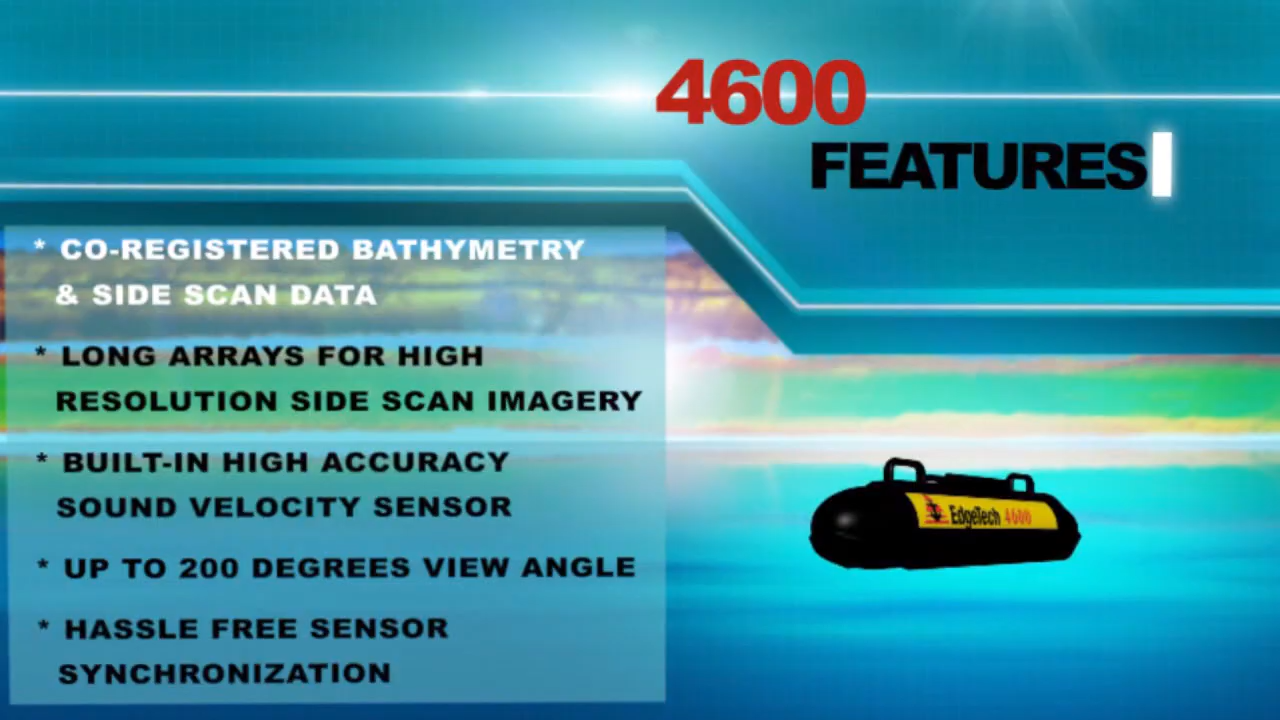 4600
FEATURES
* CO-REGISTERED BATHYMETRY
& SIDE SCAN DATA
* LONG ARRAYS FOR HIGH
RESOLUTION SIDE SCAN IMAGERY
* BUILT-IN HIGH ACCURACY
SOUND VELOCITY SENSOR
* UP TO 200 DEGREES VIEW ANGLE
* HASSLE FREE SENSOR
SYNCHRONIZATION
EdgeTech 4600